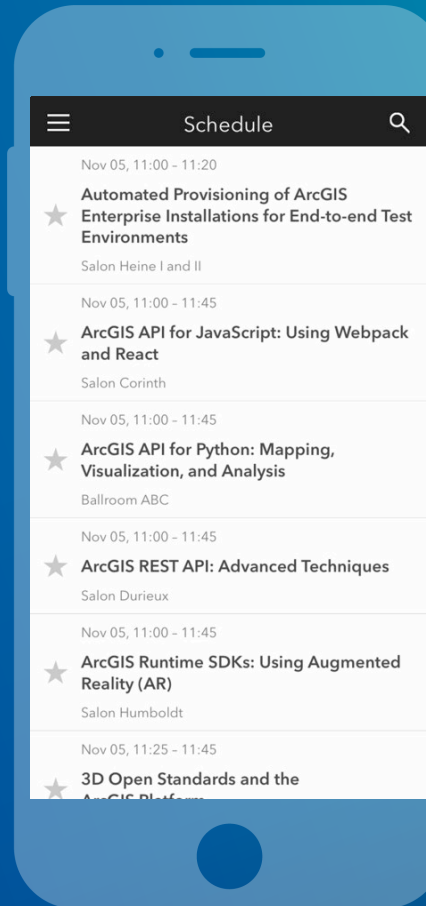 Schedule
Nov 05, 11:00 – 11:20
Automated Provisioning of ArcGIS
Enterprise Installations for End-to-end Test
Environments
Salon Heine I and II
Nov 05, 11:00 – 11:45
ArcGIS API for JavaScript: Using Webpack
and React
Salon Corinth
Nov 05, 11:00 – 11:45
ArcGIS API for Python: Mapping,
Visualization, and Analysis
Ballroom ABC
Nov 05, 11:00 – 11:45
ArcGIS REST API: Advanced Techniques
Salon Durieux
Nov 05, 11:00 – 11:45
ArcGIS Runtime SDKs: Using Augmented
Reality (AR)
Salon Humboldt
Nov 05, 11:25 – 11:45
3D Open Standards and the
ArcGIS Platform